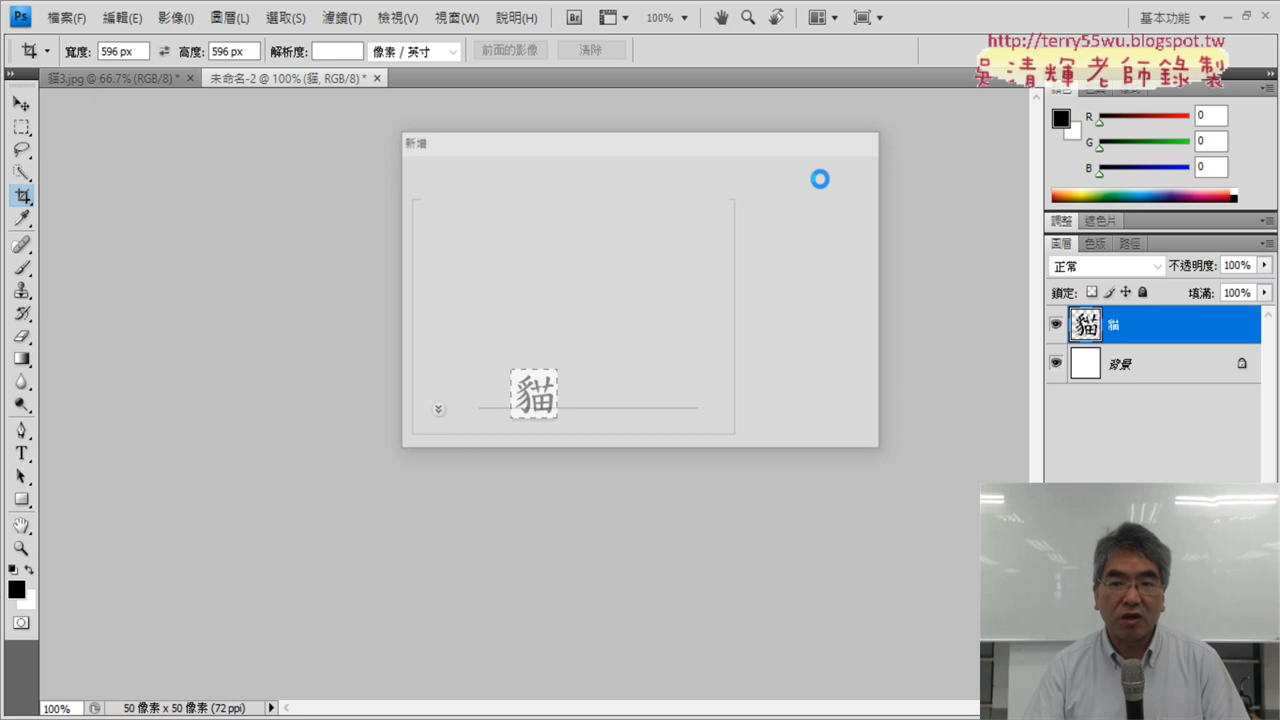 Ps 檔案(F) 編輯(E) 影像(I) 圖層(L) 選取(S) 濾鏡(T) 檢視(V) 視窗(W) 說明(H) Br 100% 基本功能
寬度: 596 px 高度: 596 px 解析度: 像素 / 英寸 前面的影像 清除
http://terry55wu.blogspot.tw
吳清輝老師錄製
貓3.jpg @ 66.7% (RGB/8) * 未命名-2 @ 100% (貓, RGB/8) *
R 0
G 0
B 0
新增
調整 遮色片
圖層 色版 路徑
正常 不透明度: 100%
鎖定: 填滿: 100%
貓 貓
背景
貓
T
100% 50 像素 x 50 像素 (72 ppi)